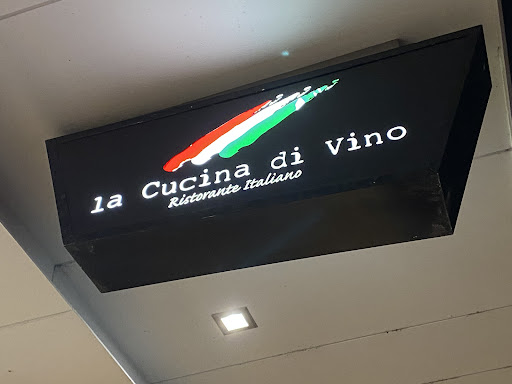 la Cucina di Vino
Ristorante Italiano